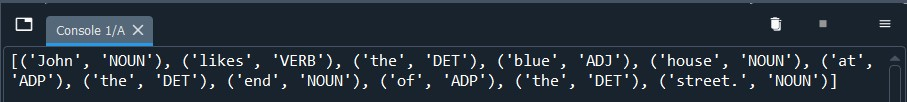 Console 1/A
[('John', 'NOUN'), ('likes', 'VERB'), ('the', 'DET'), ('blue', 'ADJ'), ('house', 'NOUN'), ('at',
'ADP'), ('the', 'DET'), ('end', 'NOUN'), ('of', 'ADP'), ('the', 'DET'), ('street.', 'NOUN')]